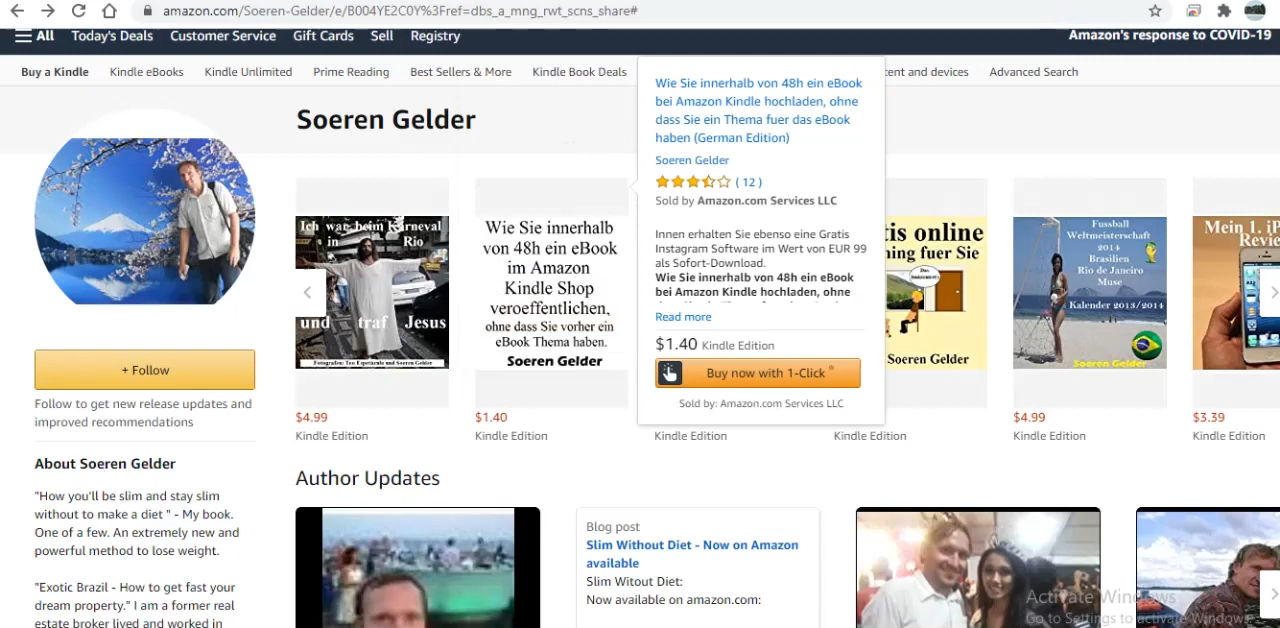 amazon.com/Soeren-Gelder/e/B004YE2C0Y%3Fref=dbs_a_mng_rwt_scns_share#
All Today's Deals Customer Service Gift Cards Sell Registry Amazon's response to COVID-19
Buy a Kindle Kindle eBooks Kindle Unlimited Prime Reading Best Sellers & More Kindle Book Deals and devices Advanced Search
Soeren Gelder
Wie Sie innerhalb von 48h ein eBook
bei Amazon Kindle hochladen, ohne
dass Sie ein Thema fuer das eBook
haben (German Edition)
Soeren Gelder
( 12 )
Sold by Amazon.com Services LLC
Innen erhalten Sie ebenso eine Gratis
Instagram Software im Wert von EUR 99
als Sofort-Download.
Wie Sie innerhalb von 48h ein eBook
bei Amazon Kindle hochladen, ohne
Read more
$1.40 Kindle Edition
Buy now with 1-Click ®
Sold by: Amazon.com Services LLC
+ Follow
Follow to get new release updates and
improved recommendations
About Soeren Gelder
"How you'll be slim and stay slim
without to make a diet " - My book.
One of a few. An extremely new and
powerful method to lose weight.
"Exotic Brazil - How to get fast your
dream property." I am a former real
estate broker lived and worked in
Ich war beim Karneval
in Rio
und traf Jesus
Fotografen: Teo Espetáculo und Soeren Gelder
$4.99
Kindle Edition
Wie Sie innerhalb
von 48h ein eBook
im Amazon
Kindle Shop
veroeffentlichen,
ohne dass Sie vorher ein
eBook Thema haben.
Soeren Gelder
$1.40
Kindle Edition
Kindle Edition
tis online
ing fuer Sie
Soeren Gelder
Kindle Edition
Fussball
Weltmeisterschaft
2014
Brasilien
Rio de Janeiro
Muse
Kalender 2013/2014
Soeren Gelder
$4.99
Kindle Edition
Mein 1. iP
Revie
$3.39
Kindle Edition
Author Updates
Blog post
Slim Without Diet - Now on Amazon
available
Slim Witout Diet:
Now available on amazon.com:
Activate Windows
Go to Settings to activate Windows.